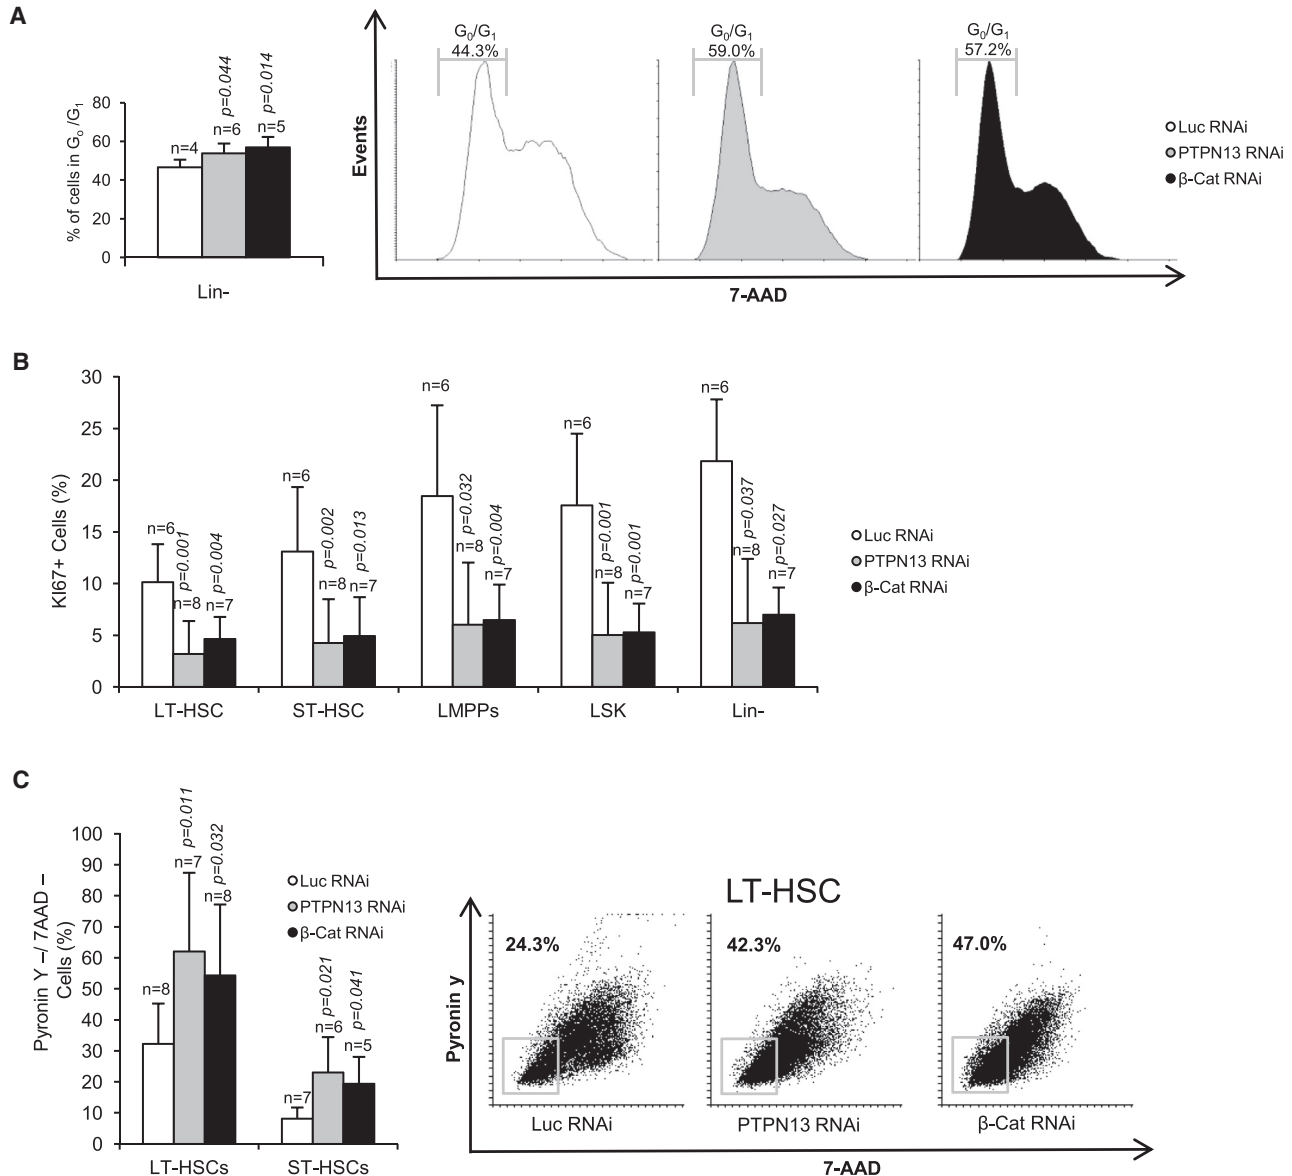 A
% of cells in Go/G1
80
60
40
20
0
n=4
n=6
n=5
p=0.044
p=0.014
Lin-
Events
G0/G1
44.3%
G0/G1
59.0%
G0/G1
57.2%
7-AAD
Luc RNAi
PTPN13 RNAi
β-Cat RNAi
B
KI67+ Cells (%)
30
25
20
15
10
5
0
n=6
n=8
n=7
p=0.001
p=0.004
n=6
n=8
n=7
p=0.002
p=0.013
n=6
n=8
n=7
p=0.032
p=0.004
n=6
n=8
n=7
p=0.001
p=0.001
n=6
n=8
n=7
p=0.037
p=0.027
LT-HSC
ST-HSC
LMPPs
LSK
Lin-
Luc RNAi
PTPN13 RNAi
β-Cat RNAi
C
Pyronin Y –/ 7AAD –
Cells (%)
100
90
80
70
60
50
40
30
20
10
0
n=8
n=7
n=8
p=0.011
p=0.032
n=7
n=6
n=5
p=0.021
p=0.041
LT-HSCs
ST-HSCs
Luc RNAi
PTPN13 RNAi
β-Cat RNAi
LT-HSC
Pyronin y
24.3%
42.3%
47.0%
Luc RNAi
PTPN13 RNAi
β-Cat RNAi
7-AAD